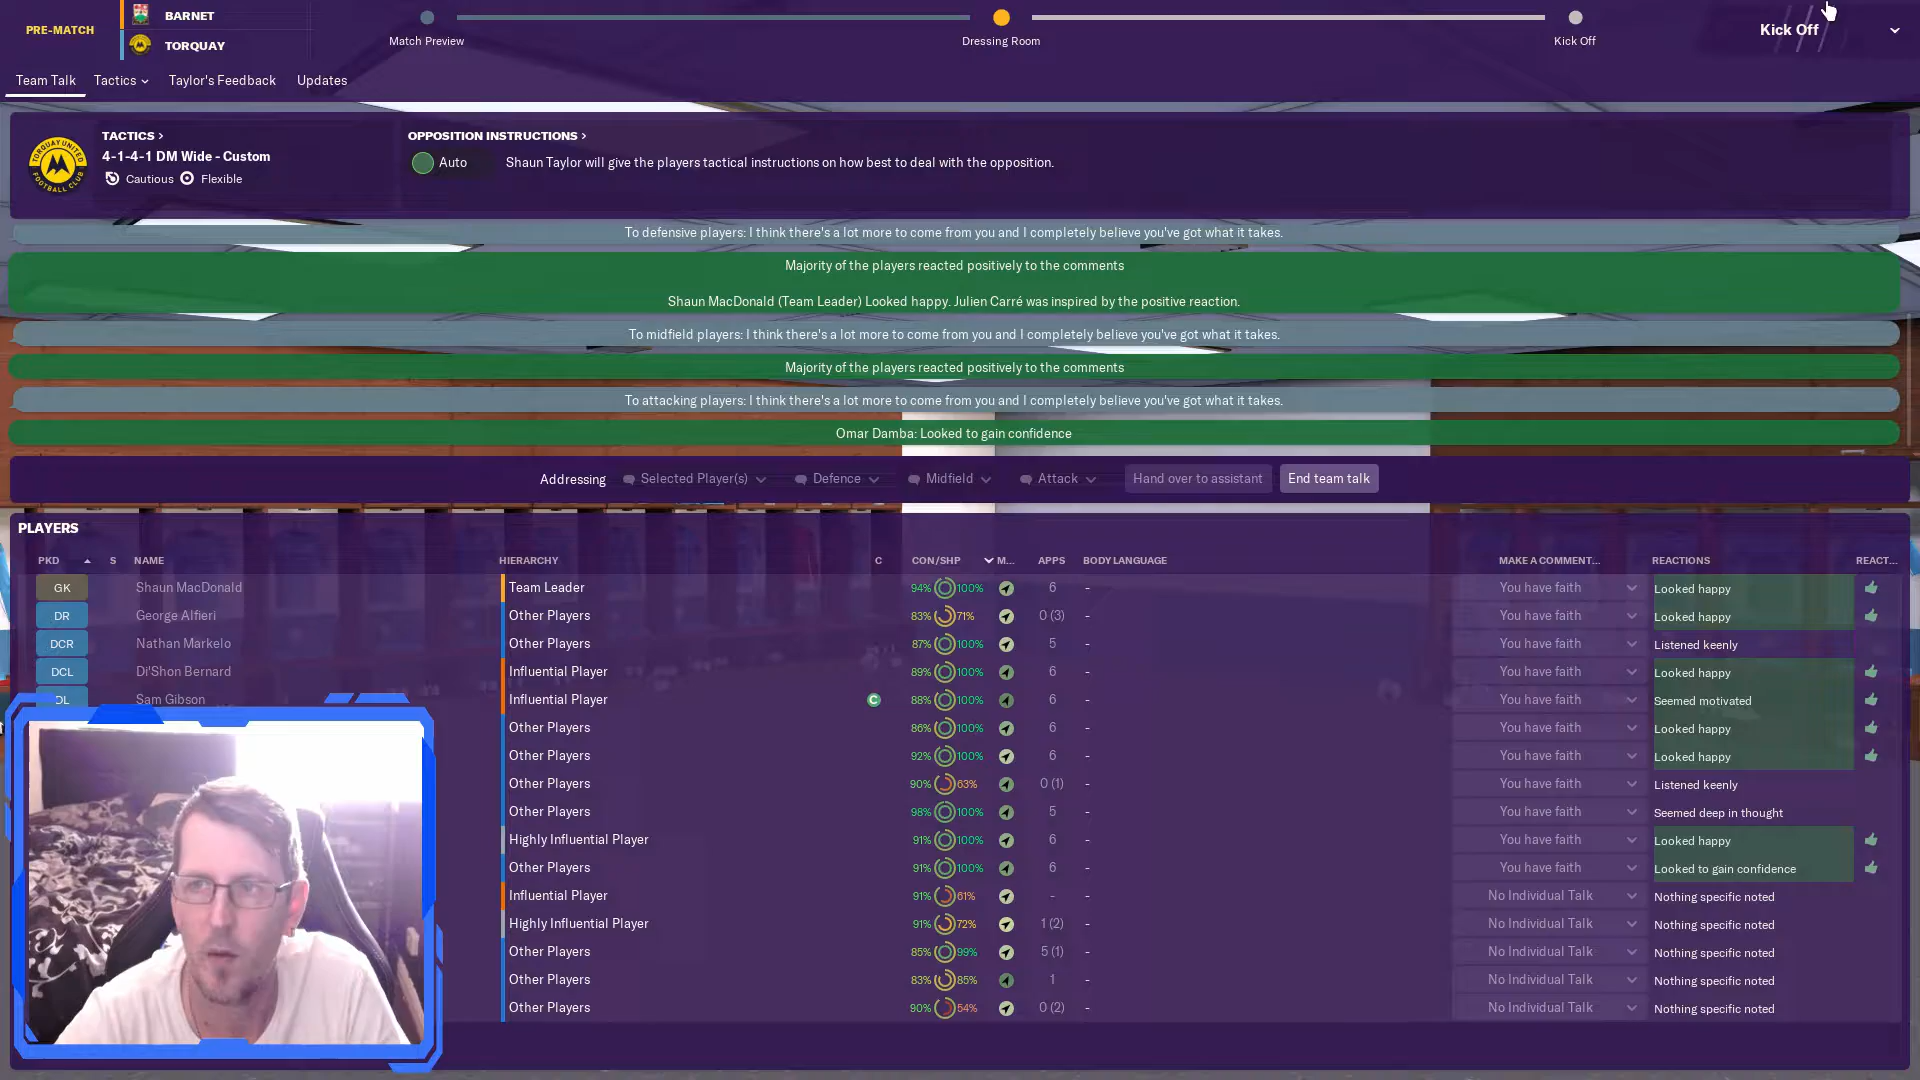 PRE-MATCH
BARNET
TORQUAY
Match Preview
Dressing Room
Kick Off
Kick Off
Team Talk
Tactics
Taylor's Feedback
Updates
TORQUAY UNITED
FOOTBALL CLUB
TACTICS >
4-1-4-1 DM Wide - Custom
Cautious Flexible
OPPOSITION INSTRUCTIONS >
Auto Shaun Taylor will give the players tactical instructions on how best to deal with the opposition.
To defensive players: I think there's a lot more to come from you and I completely believe you've got what it takes.
Majority of the players reacted positively to the comments
Shaun MacDonald (Team Leader) Looked happy. Julien Carré was inspired by the positive reaction.
To midfield players: I think there's a lot more to come from you and I completely believe you've got what it takes.
Majority of the players reacted positively to the comments
To attacking players: I think there's a lot more to come from you and I completely believe you've got what it takes.
Omar Damba: Looked to gain confidence
Addressing Selected Player(s) Defence Midfield Attack Hand over to assistant End team talk
PLAYERS
PKD S NAME HIERARCHY C CON/SHP M... APPS BODY LANGUAGE MAKE A COMMENT... REACTIONS REACT...
GK Shaun MacDonald Team Leader 94% 100% 6 - You have faith Looked happy
DR George Alfieri Other Players 83% 71% 0 (3) - You have faith Looked happy
DCR Nathan Markelo Other Players 87% 100% 5 - You have faith Listened keenly
DCL Di'Shon Bernard Influential Player 89% 100% 6 - You have faith Looked happy
DL Sam Gibson Influential Player C 88% 100% 6 - You have faith Seemed motivated
Other Players 86% 100% 6 - You have faith Looked happy
Other Players 92% 100% 6 - You have faith Looked happy
Other Players 90% 63% 0 (1) - You have faith Listened keenly
Other Players 98% 100% 5 - You have faith Seemed deep in thought
Highly Influential Player 91% 100% 6 - You have faith Looked happy
Other Players 91% 100% 6 - You have faith Looked to gain confidence
Influential Player 91% 61% - - No Individual Talk Nothing specific noted
Highly Influential Player 91% 72% 1 (2) - No Individual Talk Nothing specific noted
Other Players 85% 99% 5 (1) - No Individual Talk Nothing specific noted
Other Players 83% 85% 1 - No Individual Talk Nothing specific noted
Other Players 90% 54% 0 (2) - No Individual Talk Nothing specific noted